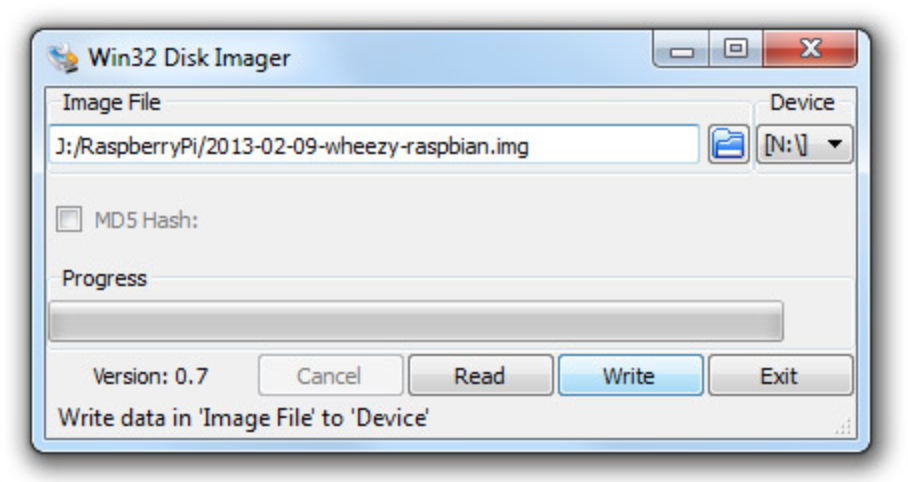 Win32 Disk Imager
Image File Device
J:/RaspberryPi/2013-02-09-wheezy-raspbian.img [N:\]
MD5 Hash:
Progress
Version: 0.7 Cancel Read Write Exit
Write data in 'Image File' to 'Device'